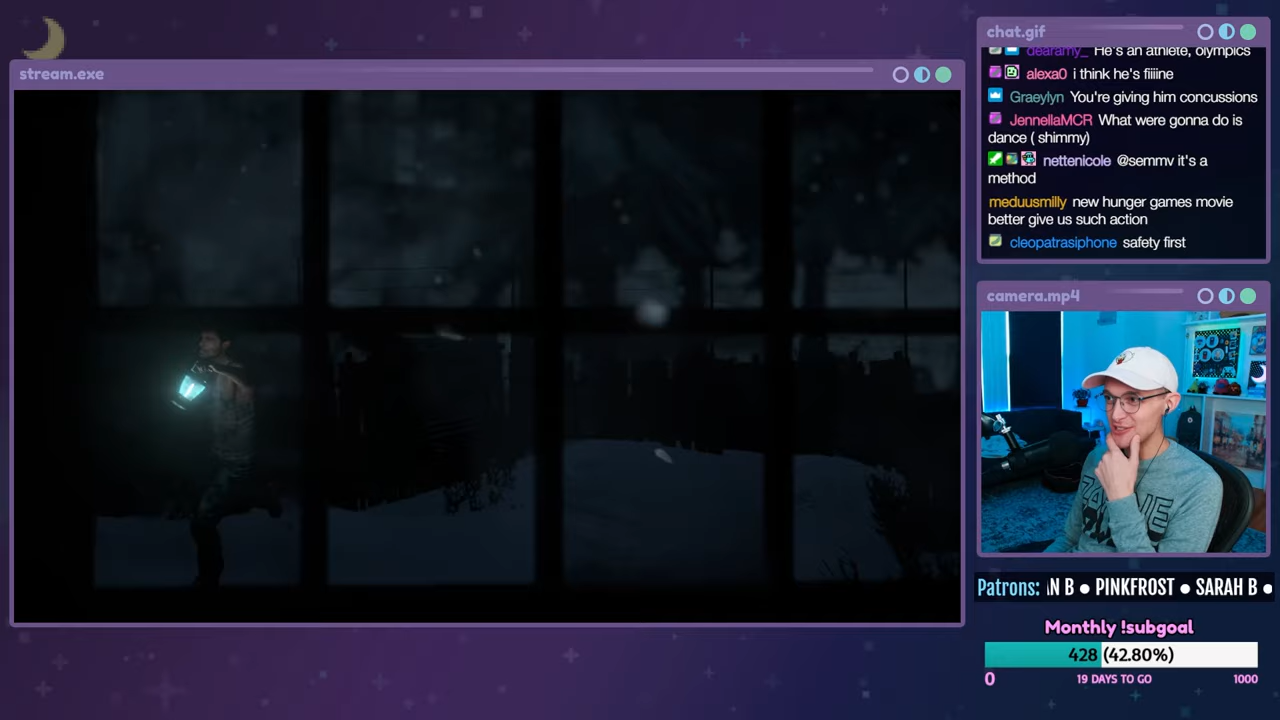 stream.exe
chat.gif
dearamy_ He's an athlete, olympics
alexa0 i think he's fiiiine
Graeylyn You're giving him concussions
JennellaMCR What were gonna do is
dance ( shimmy)
nettenicole @semmv it's a
method
meduusmilly new hunger games movie
better give us such action
cleopatrasiphone safety first
camera.mp4
Patrons: N B ● PINKFROST ● SARAH B ●
Monthly !subgoal
428 (42.80%)
0 19 DAYS TO GO 1000